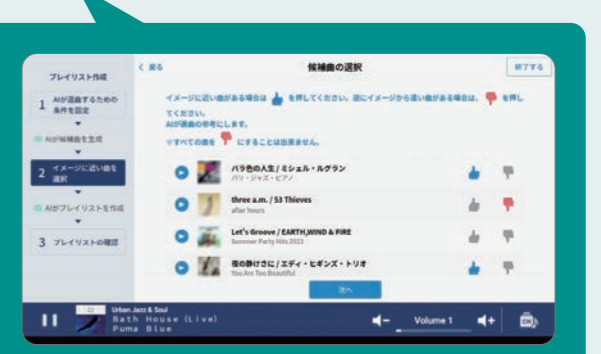 プレイリスト作成
1 AIが選曲するための
条件を設定
AIが候補曲を生成
2 イメージに近い曲を
選択
AIがプレイリストを作成
3 プレイリストの確認
< 戻る
候補曲の選択
終了する
イメージに近い曲がある場合は を押してください。逆にイメージから遠い曲がある場合は、 を押し
てください。
AIが選曲の参考にします。
※すべての曲を にすることは出来ません。
バラ色の人生 / ミシェル・ルグラン
パリ・ジャズ・ピアノ
three a.m. / 53 Thieves
after hours
Let's Groove / EARTH,WIND & FIRE
Summer Party Hits 2022
夜の静けさに / エディ・ヒギンズ・トリオ
You Are Too Beautiful
次へ
Urban Jazz & Soul
Bath House (Live)
Puma Blue
Volume 1
CH